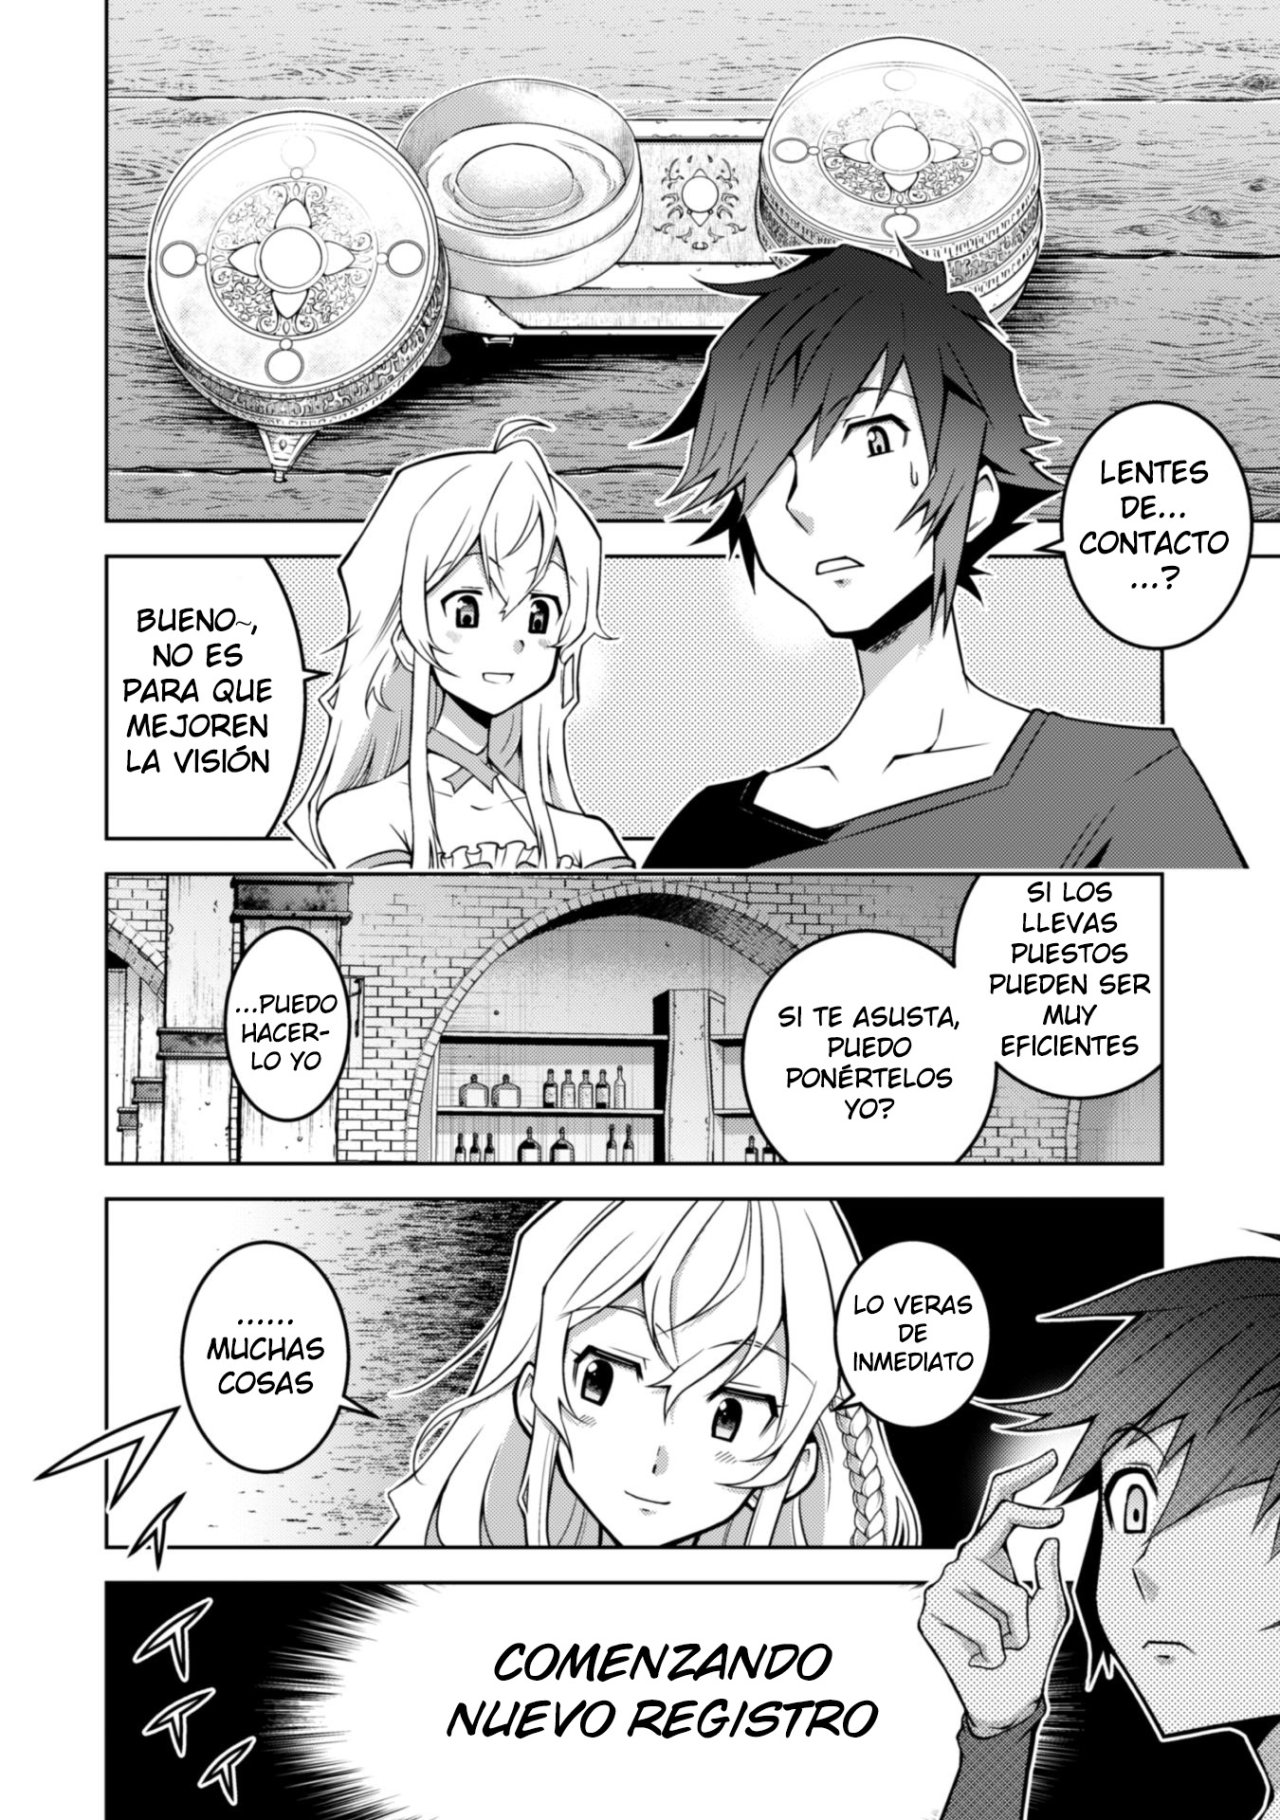 LENTES
DE...
CONTACTO
...?
BUENO~,
NO ES
PARA QUE
MEJOREN
LA VISIÓN
SI LOS
LLEVAS
PUESTOS
PUEDEN SER
MUY
EFICIENTES
SI TE ASUSTA,
PUEDO
PONÉRTELOS
YO?
...PUEDO
HACER-
LO YO
LO VERAS
DE
INMEDIATO
......
MUCHAS
COSAS
COMENZANDO
NUEVO REGISTRO